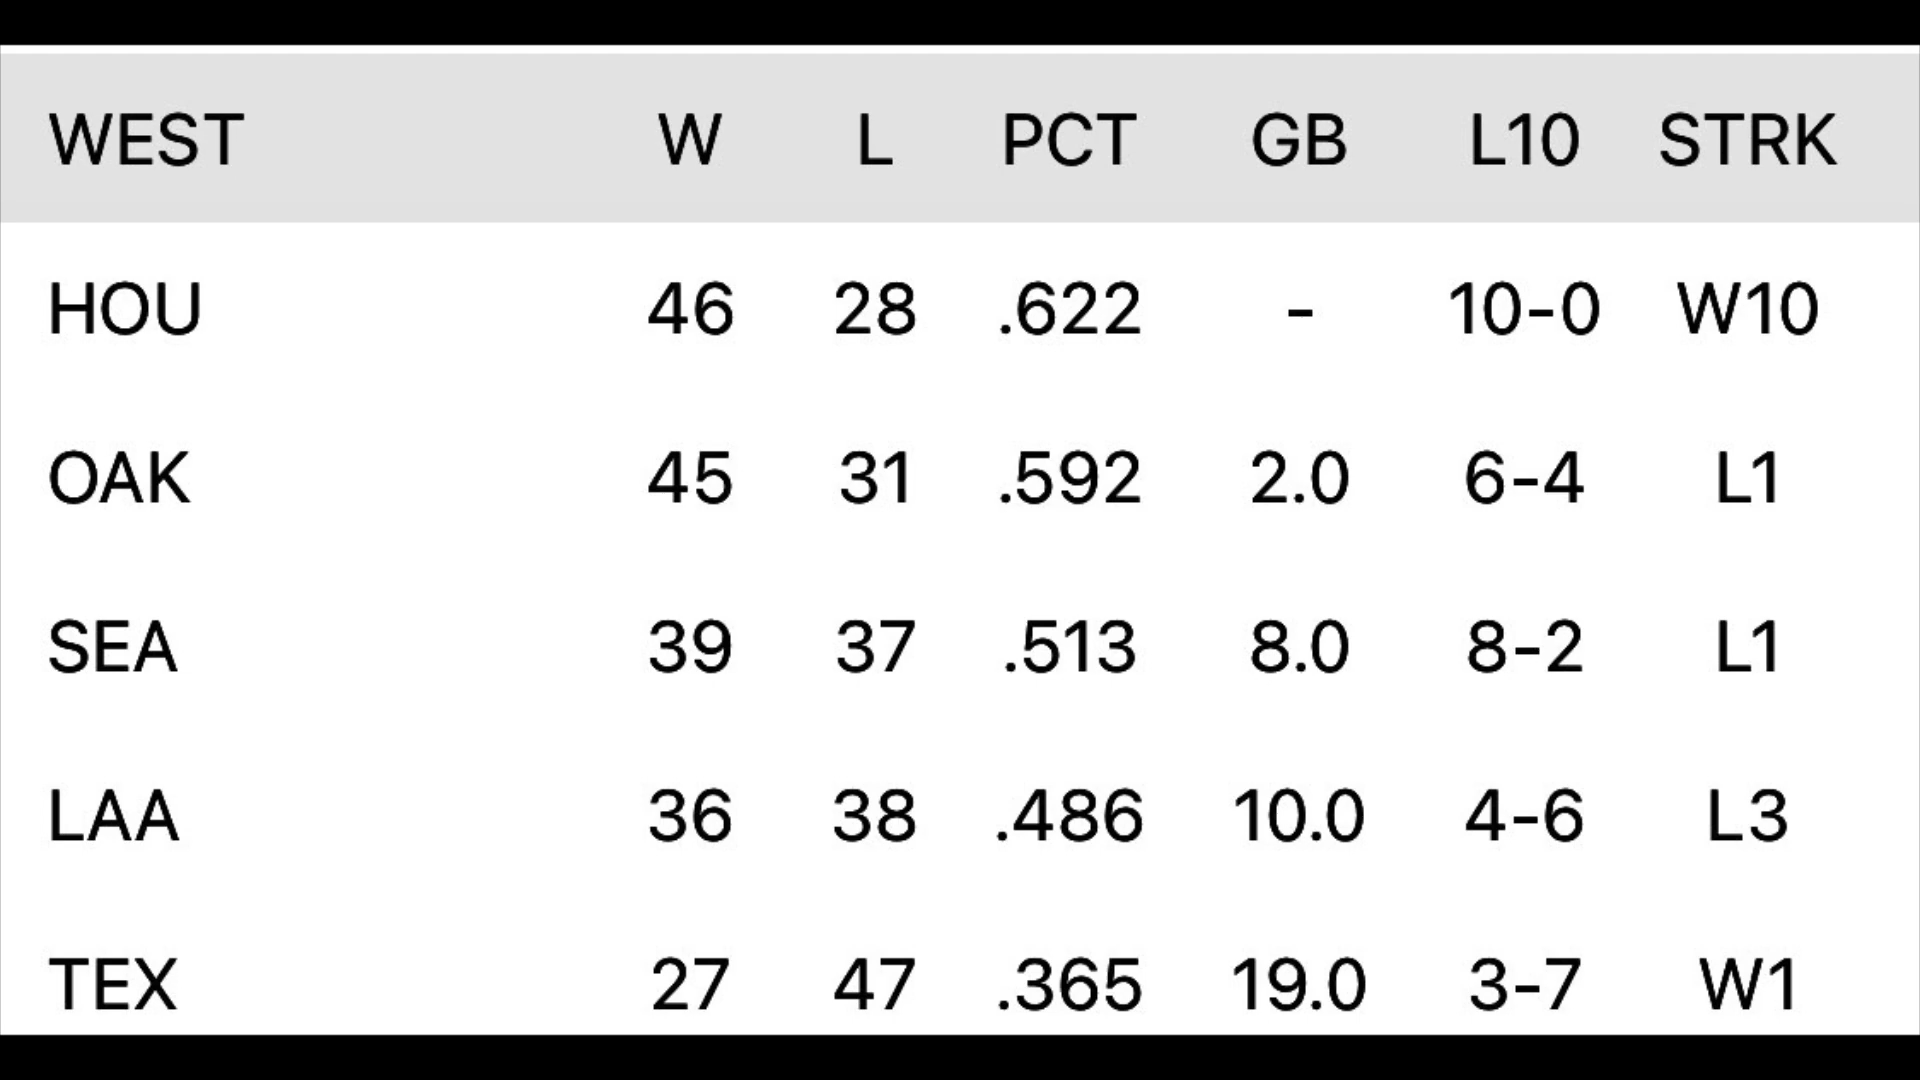 WEST W L PCT GB L10 STRK
HOU 46 28 .622 - 10-0 W10
OAK 45 31 .592 2.0 6-4 L1
SEA 39 37 .513 8.0 8-2 L1
LAA 36 38 .486 10.0 4-6 L3
TEX 27 47 .365 19.0 3-7 W1